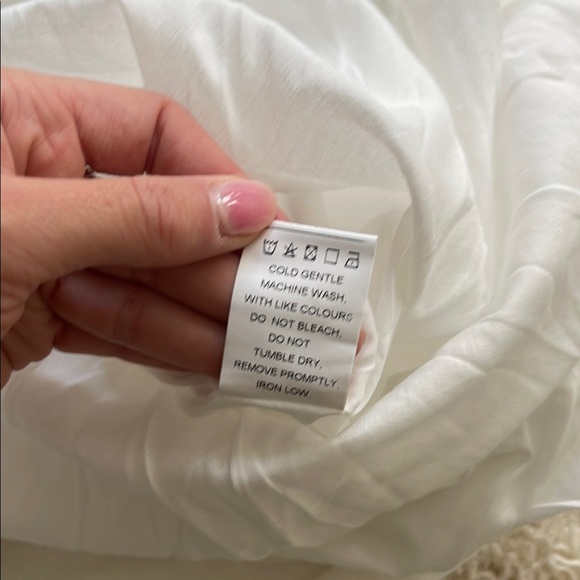 COLD GENTLE
MACHINE WASH,
WITH LIKE COLOURS
DO NOT BLEACH,
DO NOT
TUMBLE DRY,
REMOVE PROMPTLY,
IRON LOW.